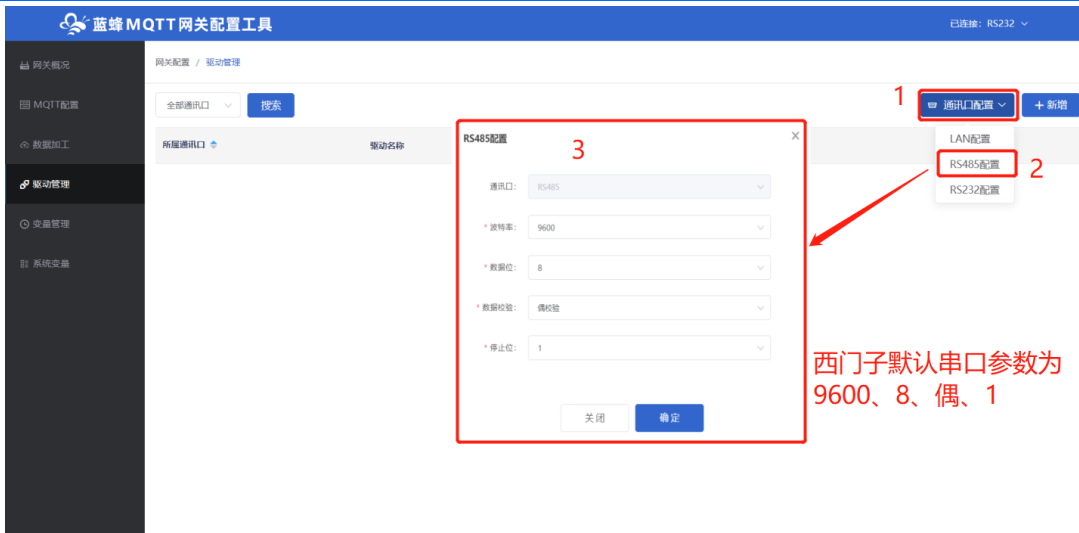 蓝蜂MQTT网关配置工具
已连接: RS232
网关概况
MQTT配置
数据加工
驱动管理
变量管理
系统变量
网关配置 / 驱动管理
全部通讯口
搜索
1
通讯口配置
+新增
所属通讯口
驱动名称
LAN配置
RS485配置
RS232配置
2
RS485配置
3
通讯口:
RS485
* 波特率:
9600
* 数据位:
8
* 数据校验:
偶校验
* 停止位:
1
关闭
确定
西门子默认串口参数为
9600、8、偶、1